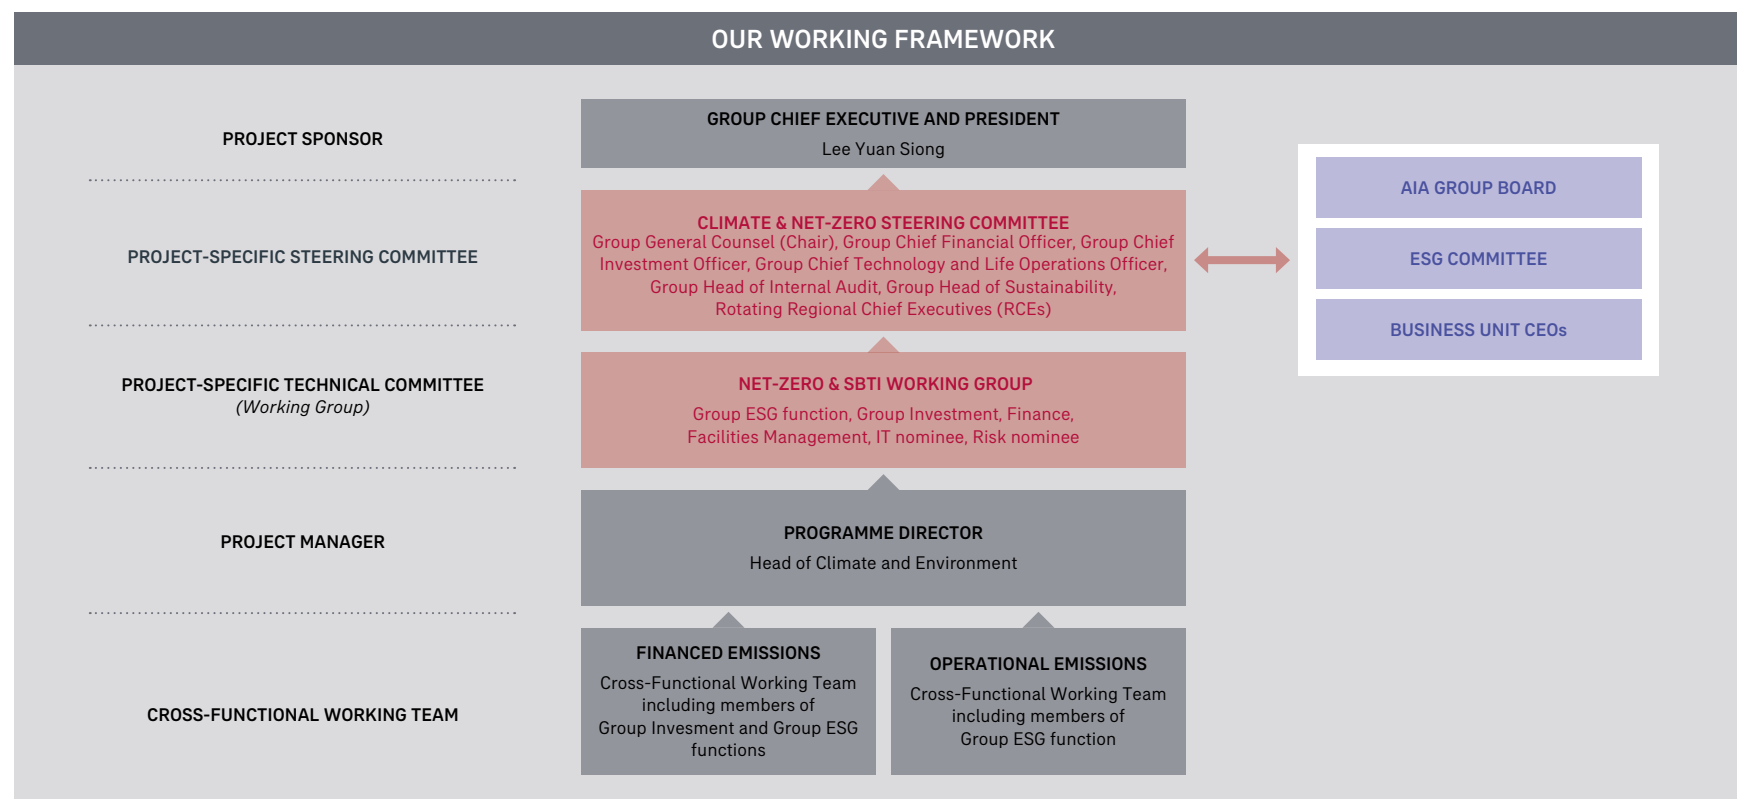 OUR WORKING FRAMEWORK
PROJECT SPONSOR
GROUP CHIEF EXECUTIVE AND PRESIDENT
Lee Yuan Siong
PROJECT-SPECIFIC STEERING COMMITTEE
CLIMATE & NET-ZERO STEERING COMMITTEE
Group General Counsel (Chair), Group Chief Financial Officer, Group Chief
Investment Officer, Group Chief Technology and Life Operations Officer,
Group Head of Internal Audit, Group Head of Sustainability,
Rotating Regional Chief Executives (RCEs)
AIA GROUP BOARD
ESG COMMITTEE
BUSINESS UNIT CEOs
PROJECT-SPECIFIC TECHNICAL COMMITTEE
(Working Group)
NET-ZERO & SBTI WORKING GROUP
Group ESG function, Group Investment, Finance,
Facilities Management, IT nominee, Risk nominee
PROJECT MANAGER
PROGRAMME DIRECTOR
Head of Climate and Environment
CROSS-FUNCTIONAL WORKING TEAM
FINANCED EMISSIONS
Cross-Functional Working Team
including members of
Group Invesment and Group ESG
functions
OPERATIONAL EMISSIONS
Cross-Functional Working Team
including members of
Group ESG function